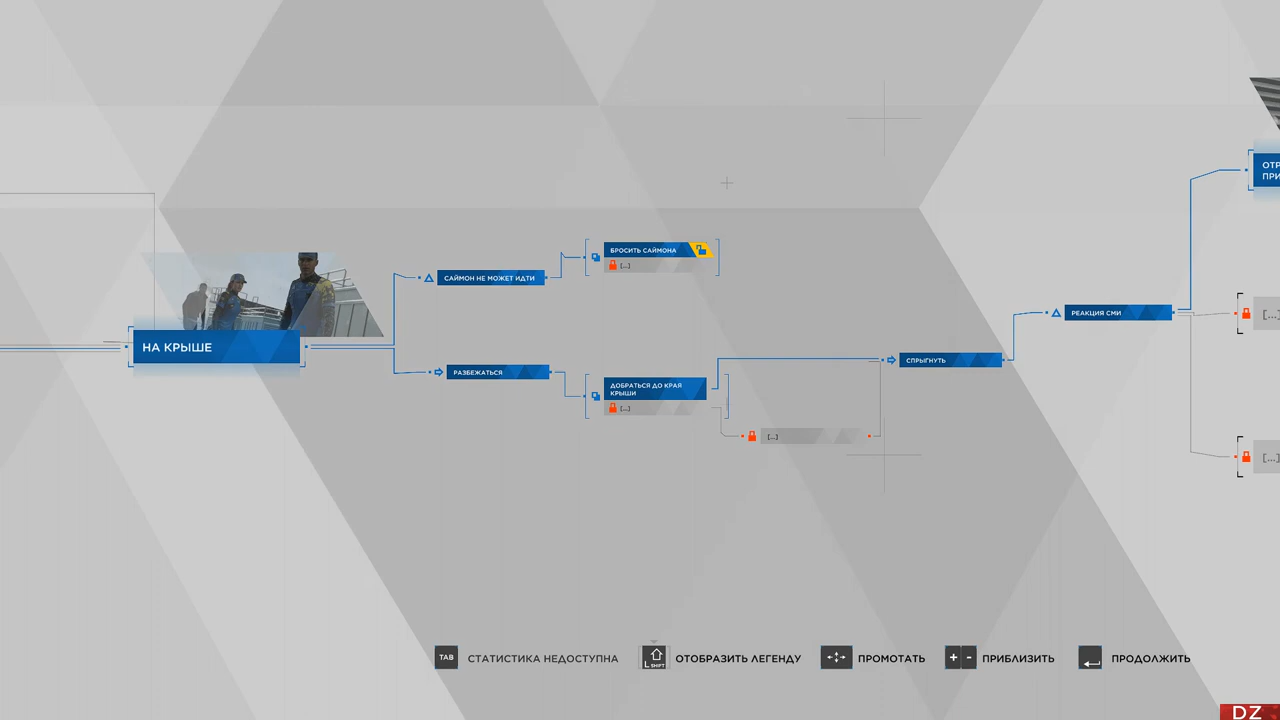 ОТР
ПРИ
БРОСИТЬ САЙМОНА
[...]
САЙМОН НЕ МОЖЕТ ИДТИ
РЕАКЦИЯ СМИ
[...]
НА КРЫШЕ
СПРЫГНУТЬ
РАЗБЕЖАТЬСЯ
ДОБРАТЬСЯ ДО КРАЯ
КРЫШИ
[...]
[...]
[...]
TAB СТАТИСТИКА НЕДОСТУПНА SHIFT ОТОБРАЗИТЬ ЛЕГЕНДУ ПРОМОТАТЬ + - ПРИБЛИЗИТЬ ПРОДОЛЖИТЬ
DZ